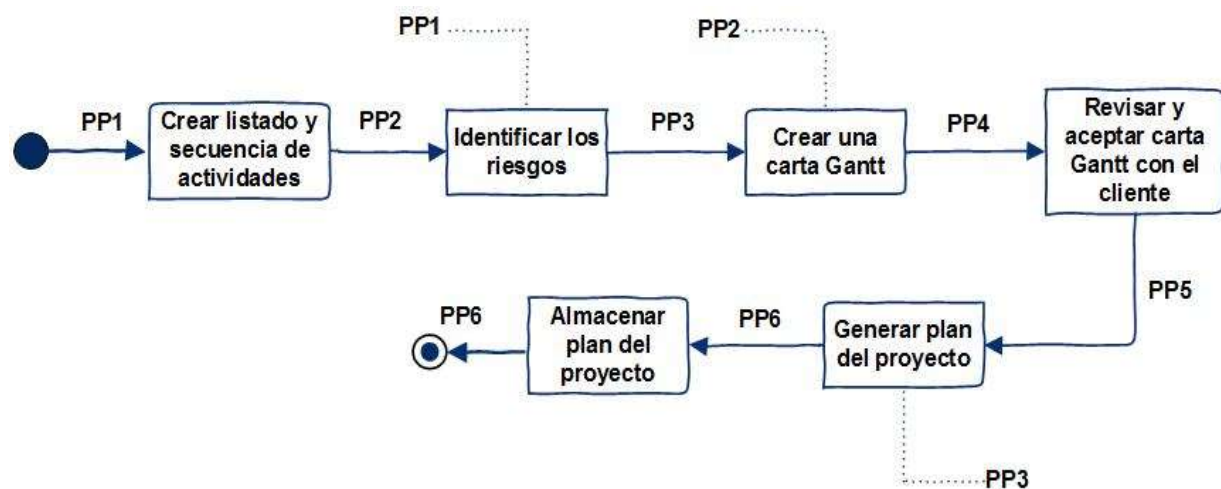 PP1
PP2
PP1
Crear listado y
secuencia de
actividades
PP2
Identificar los
riesgos
PP3
Crear una
carta Gantt
PP4
Revisar y
aceptar carta
Gantt con el
cliente
PP5
PP6
Almacenar
plan del
proyecto
PP6
Generar plan
del proyecto
PP3